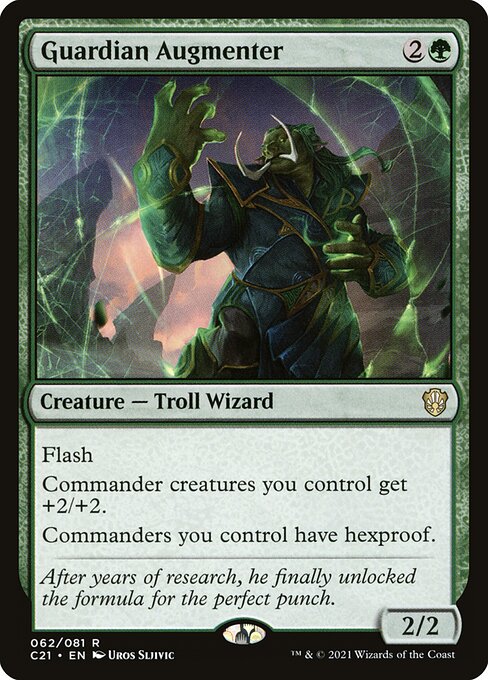 Guardian Augmenter 2
Creature — Troll Wizard
Flash
Commander creatures you control get
+2/+2.
Commanders you control have hexproof.
After years of research, he finally unlocked
the formula for the perfect punch.
2/2
062/081 R
C21 • EN Uros Sljivic
™ & © 2021 Wizards of the Coast